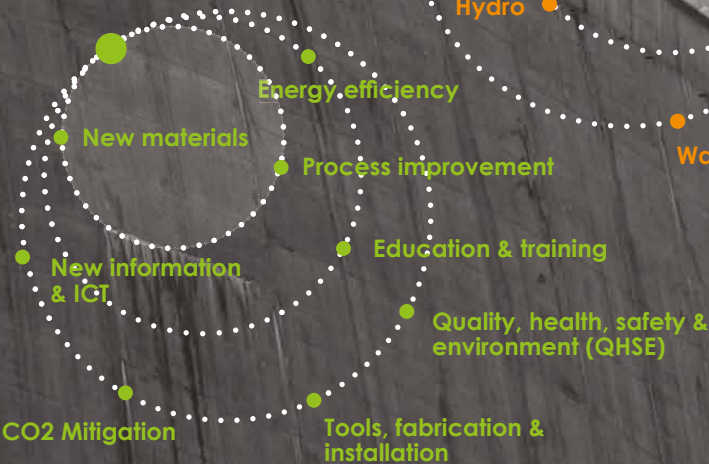 Hydro
Energy efficiency
New materials
Process improvement
Education & training
New information
& ICT
Quality, health, safety &
environment (QHSE)
CO2 Mitigation
Tools, fabrication &
installation